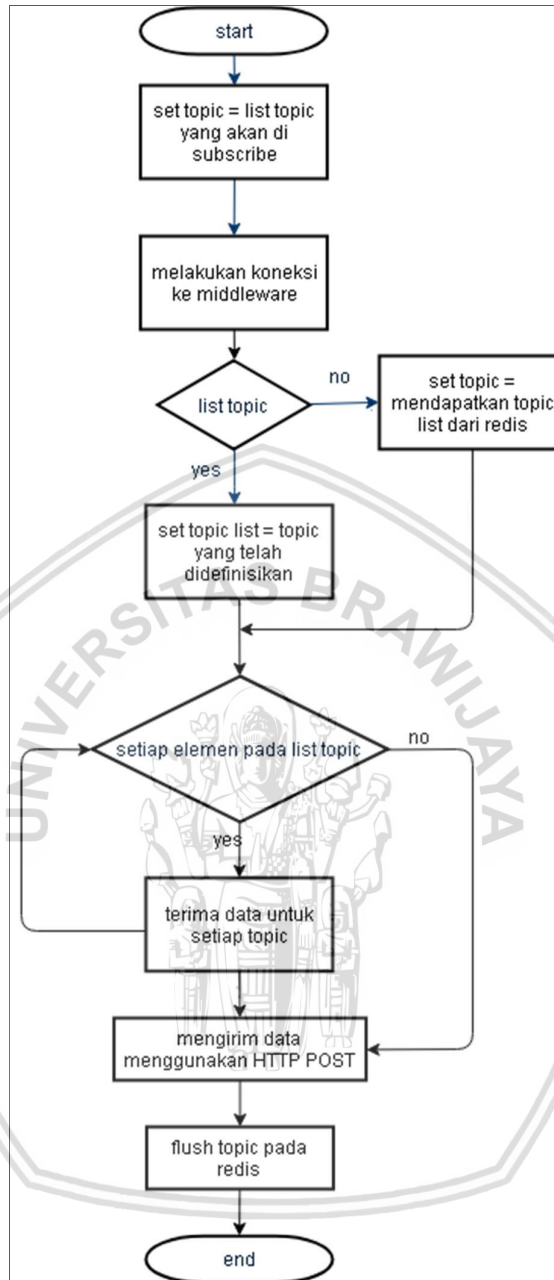 start
set topic = list topic
yang akan di
subscribe
melakukan koneksi
ke middleware
list topic
no
set topic =
mendapatkan topic
list dari redis
yes
set topic list = topic
yang telah
didefinisikan
UNIVERSITAS BRAWIJAYA
setiap elemen pada list topic
no
yes
terima data untuk
setiap topic
mengirim data
menggunakan HTTP POST
flush topic pada
redis
end